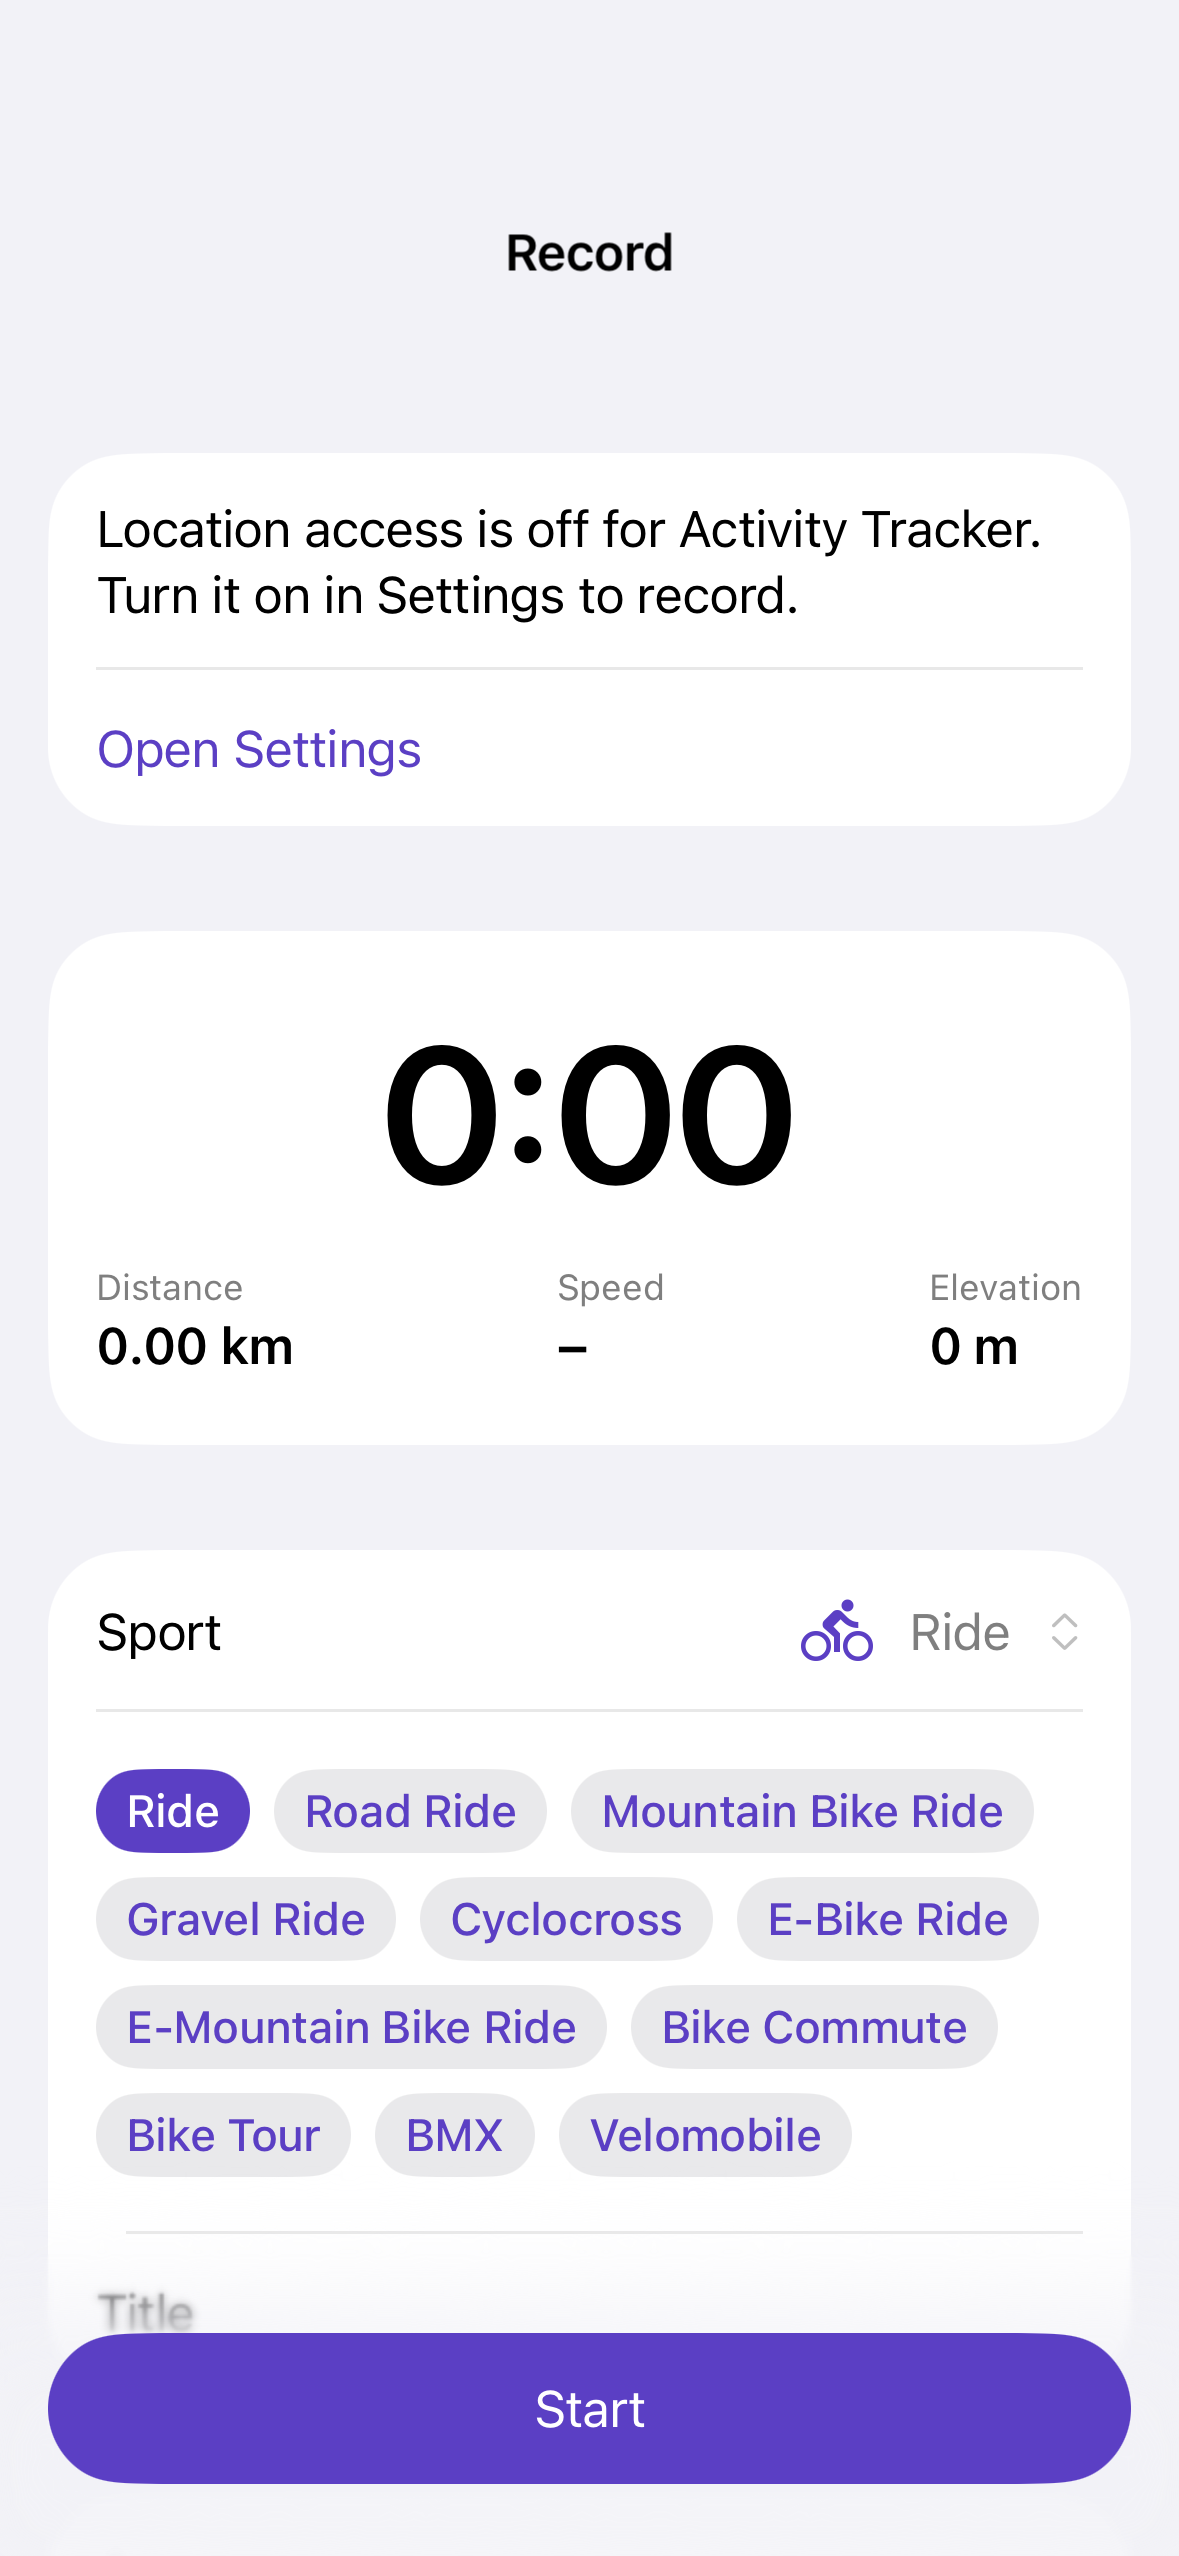 Record
Location access is off for Activity Tracker.
Turn it on in Settings to record.
Open Settings
0:00
Distance Speed Elevation
0.00 km – 0 m
Sport Ride
Ride Road Ride Mountain Bike Ride
Gravel Ride Cyclocross E-Bike Ride
E-Mountain Bike Ride Bike Commute
Bike Tour BMX Velomobile
Title
Start